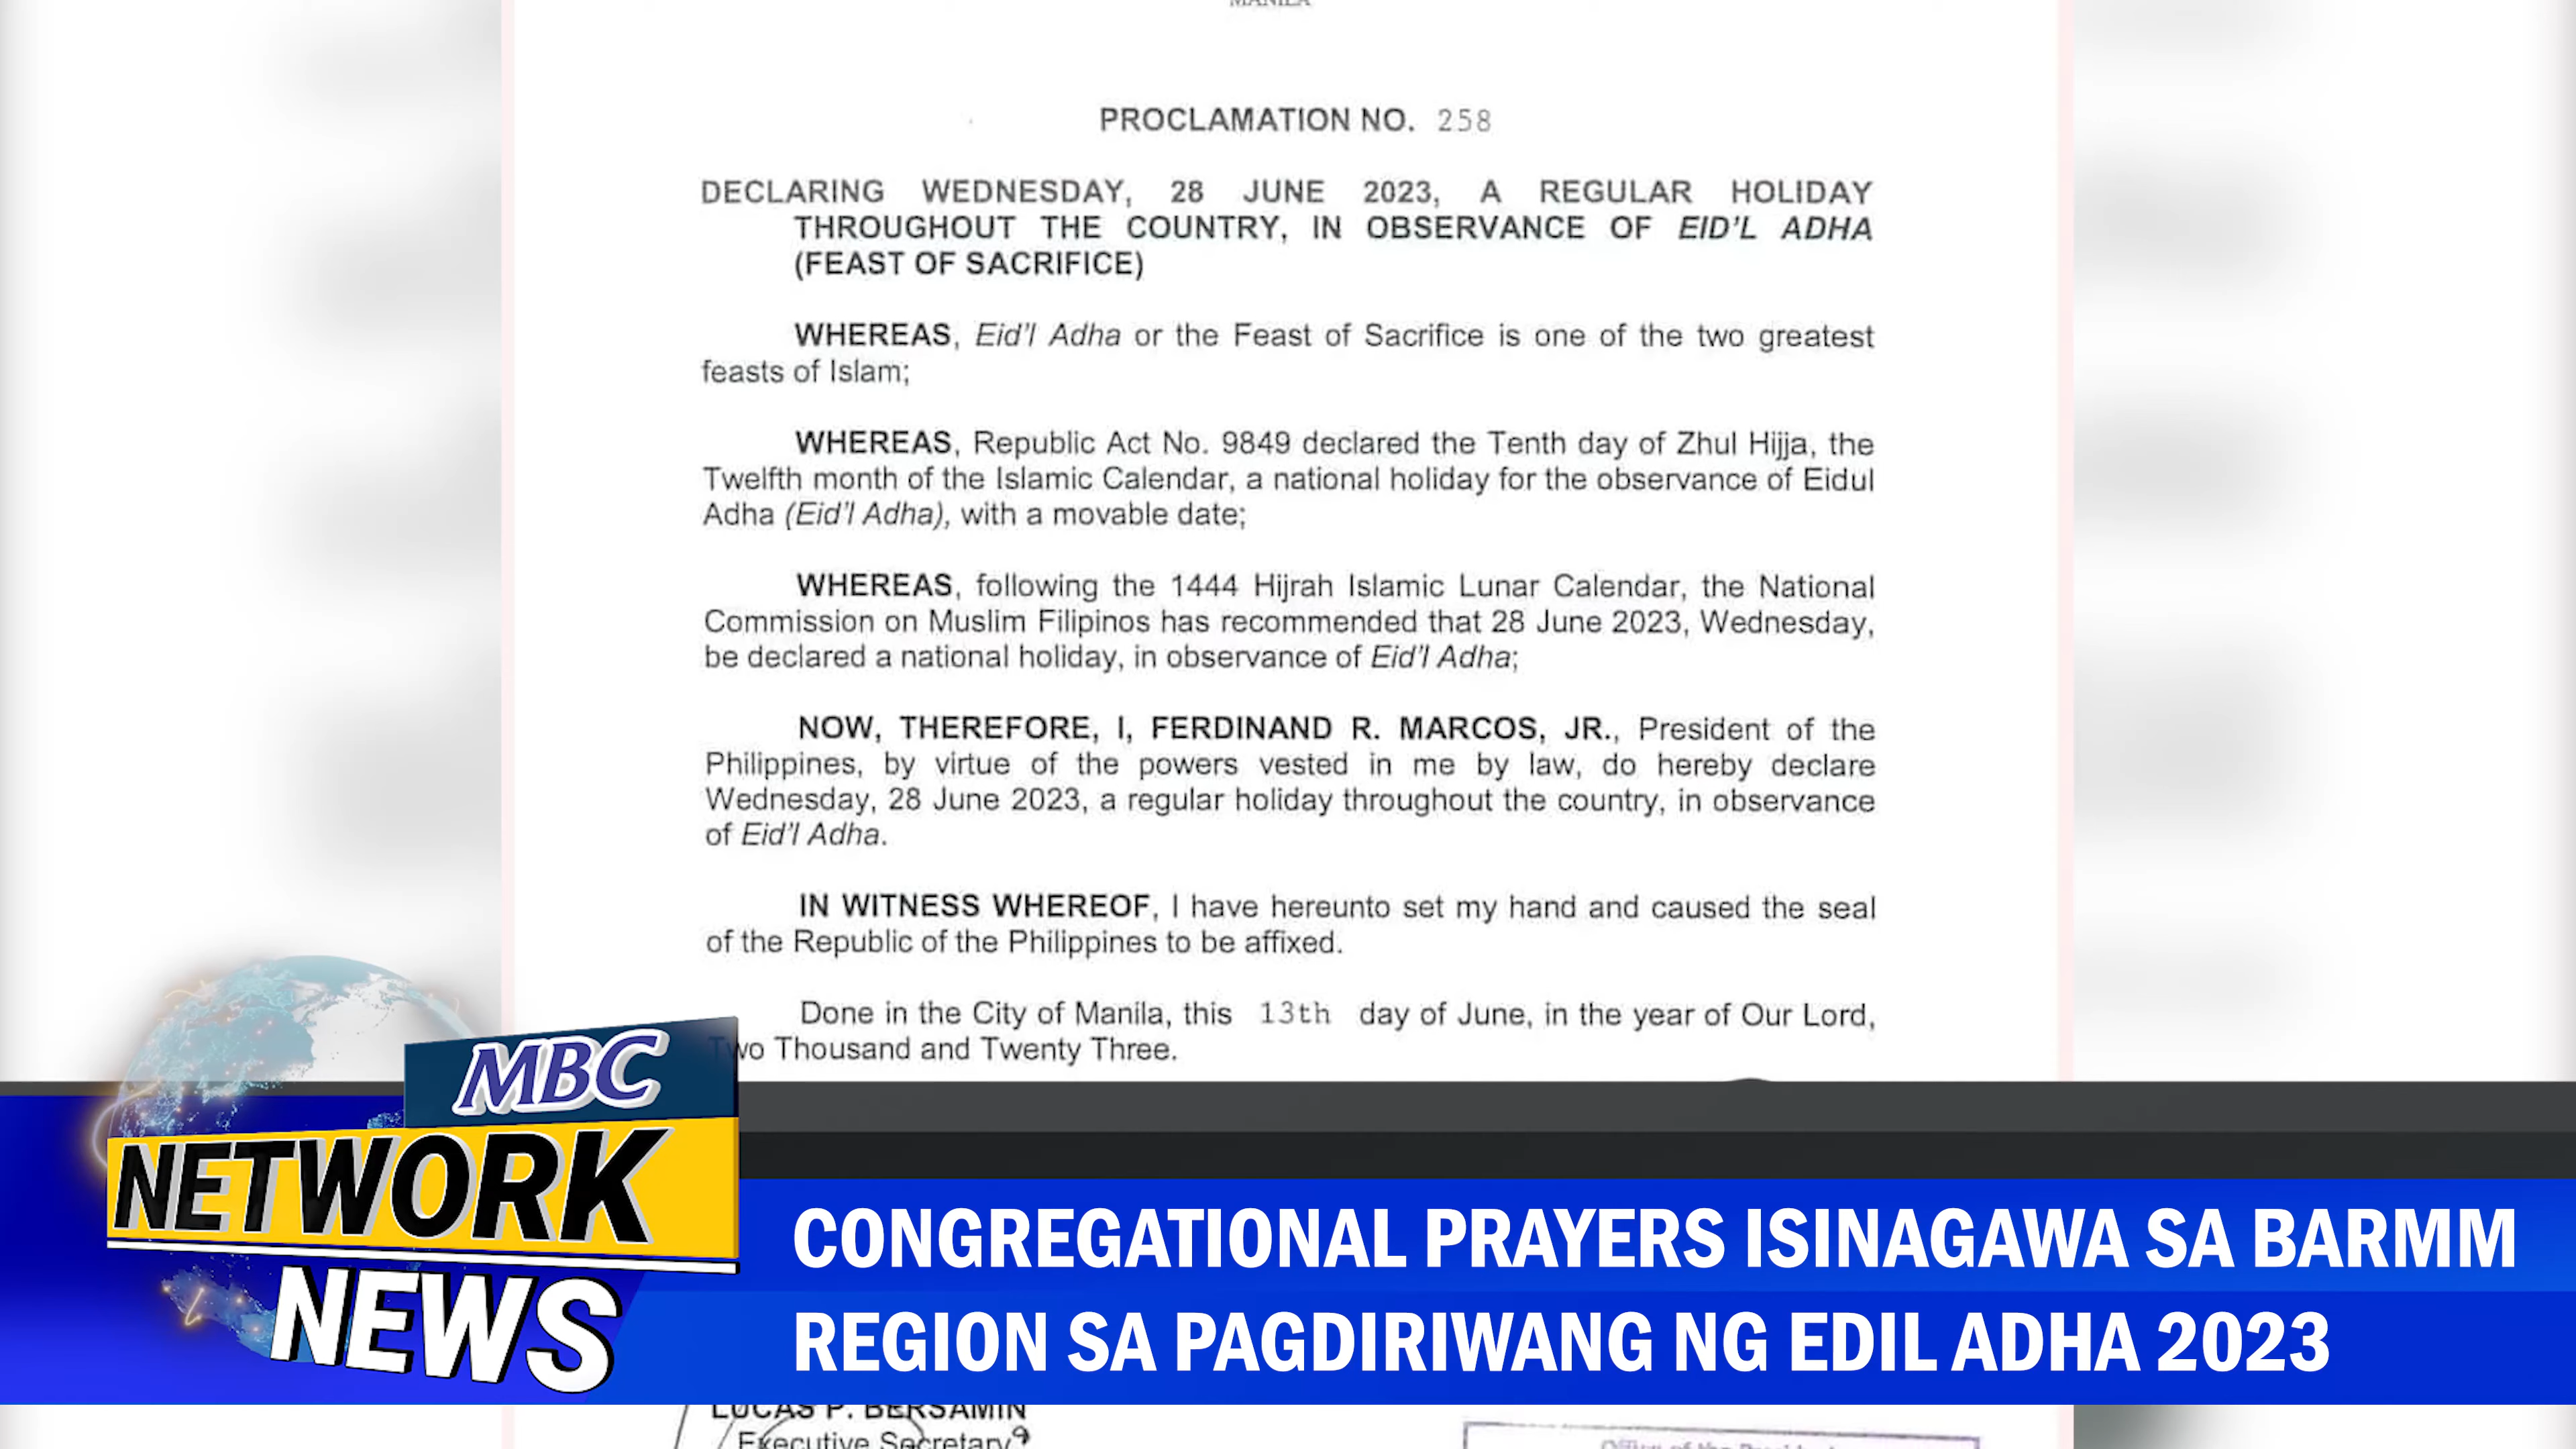 MANILA
PROCLAMATION NO. 258
DECLARING WEDNESDAY, 28 JUNE 2023, A REGULAR HOLIDAY
THROUGHOUT THE COUNTRY, IN OBSERVANCE OF EID'L ADHA
(FEAST OF SACRIFICE)
WHEREAS, Eid'l Adha or the Feast of Sacrifice is one of the two greatest
feasts of Islam;
WHEREAS, Republic Act No. 9849 declared the Tenth day of Zhul Hijja, the
Twelfth month of the Islamic Calendar, a national holiday for the observance of Eidul
Adha (Eid'l Adha), with a movable date;
WHEREAS, following the 1444 Hijrah Islamic Lunar Calendar, the National
Commission on Muslim Filipinos has recommended that 28 June 2023, Wednesday,
be declared a national holiday, in observance of Eid'l Adha;
NOW, THEREFORE, I, FERDINAND R. MARCOS, JR., President of the
Philippines, by virtue of the powers vested in me by law, do hereby declare
Wednesday, 28 June 2023, a regular holiday throughout the country, in observance
of Eid'l Adha.
IN WITNESS WHEREOF, I have hereunto set my hand and caused the seal
of the Republic of the Philippines to be affixed.
Done in the City of Manila, this 13th day of June, in the year of Our Lord,
Two Thousand and Twenty Three.
MBC
NETWORK
NEWS
CONGREGATIONAL PRAYERS ISINAGAWA SA BARMM
REGION SA PAGDIRIWANG NG EDIL ADHA 2023
LUCAS P. BERSAMIN
Executive Secretary